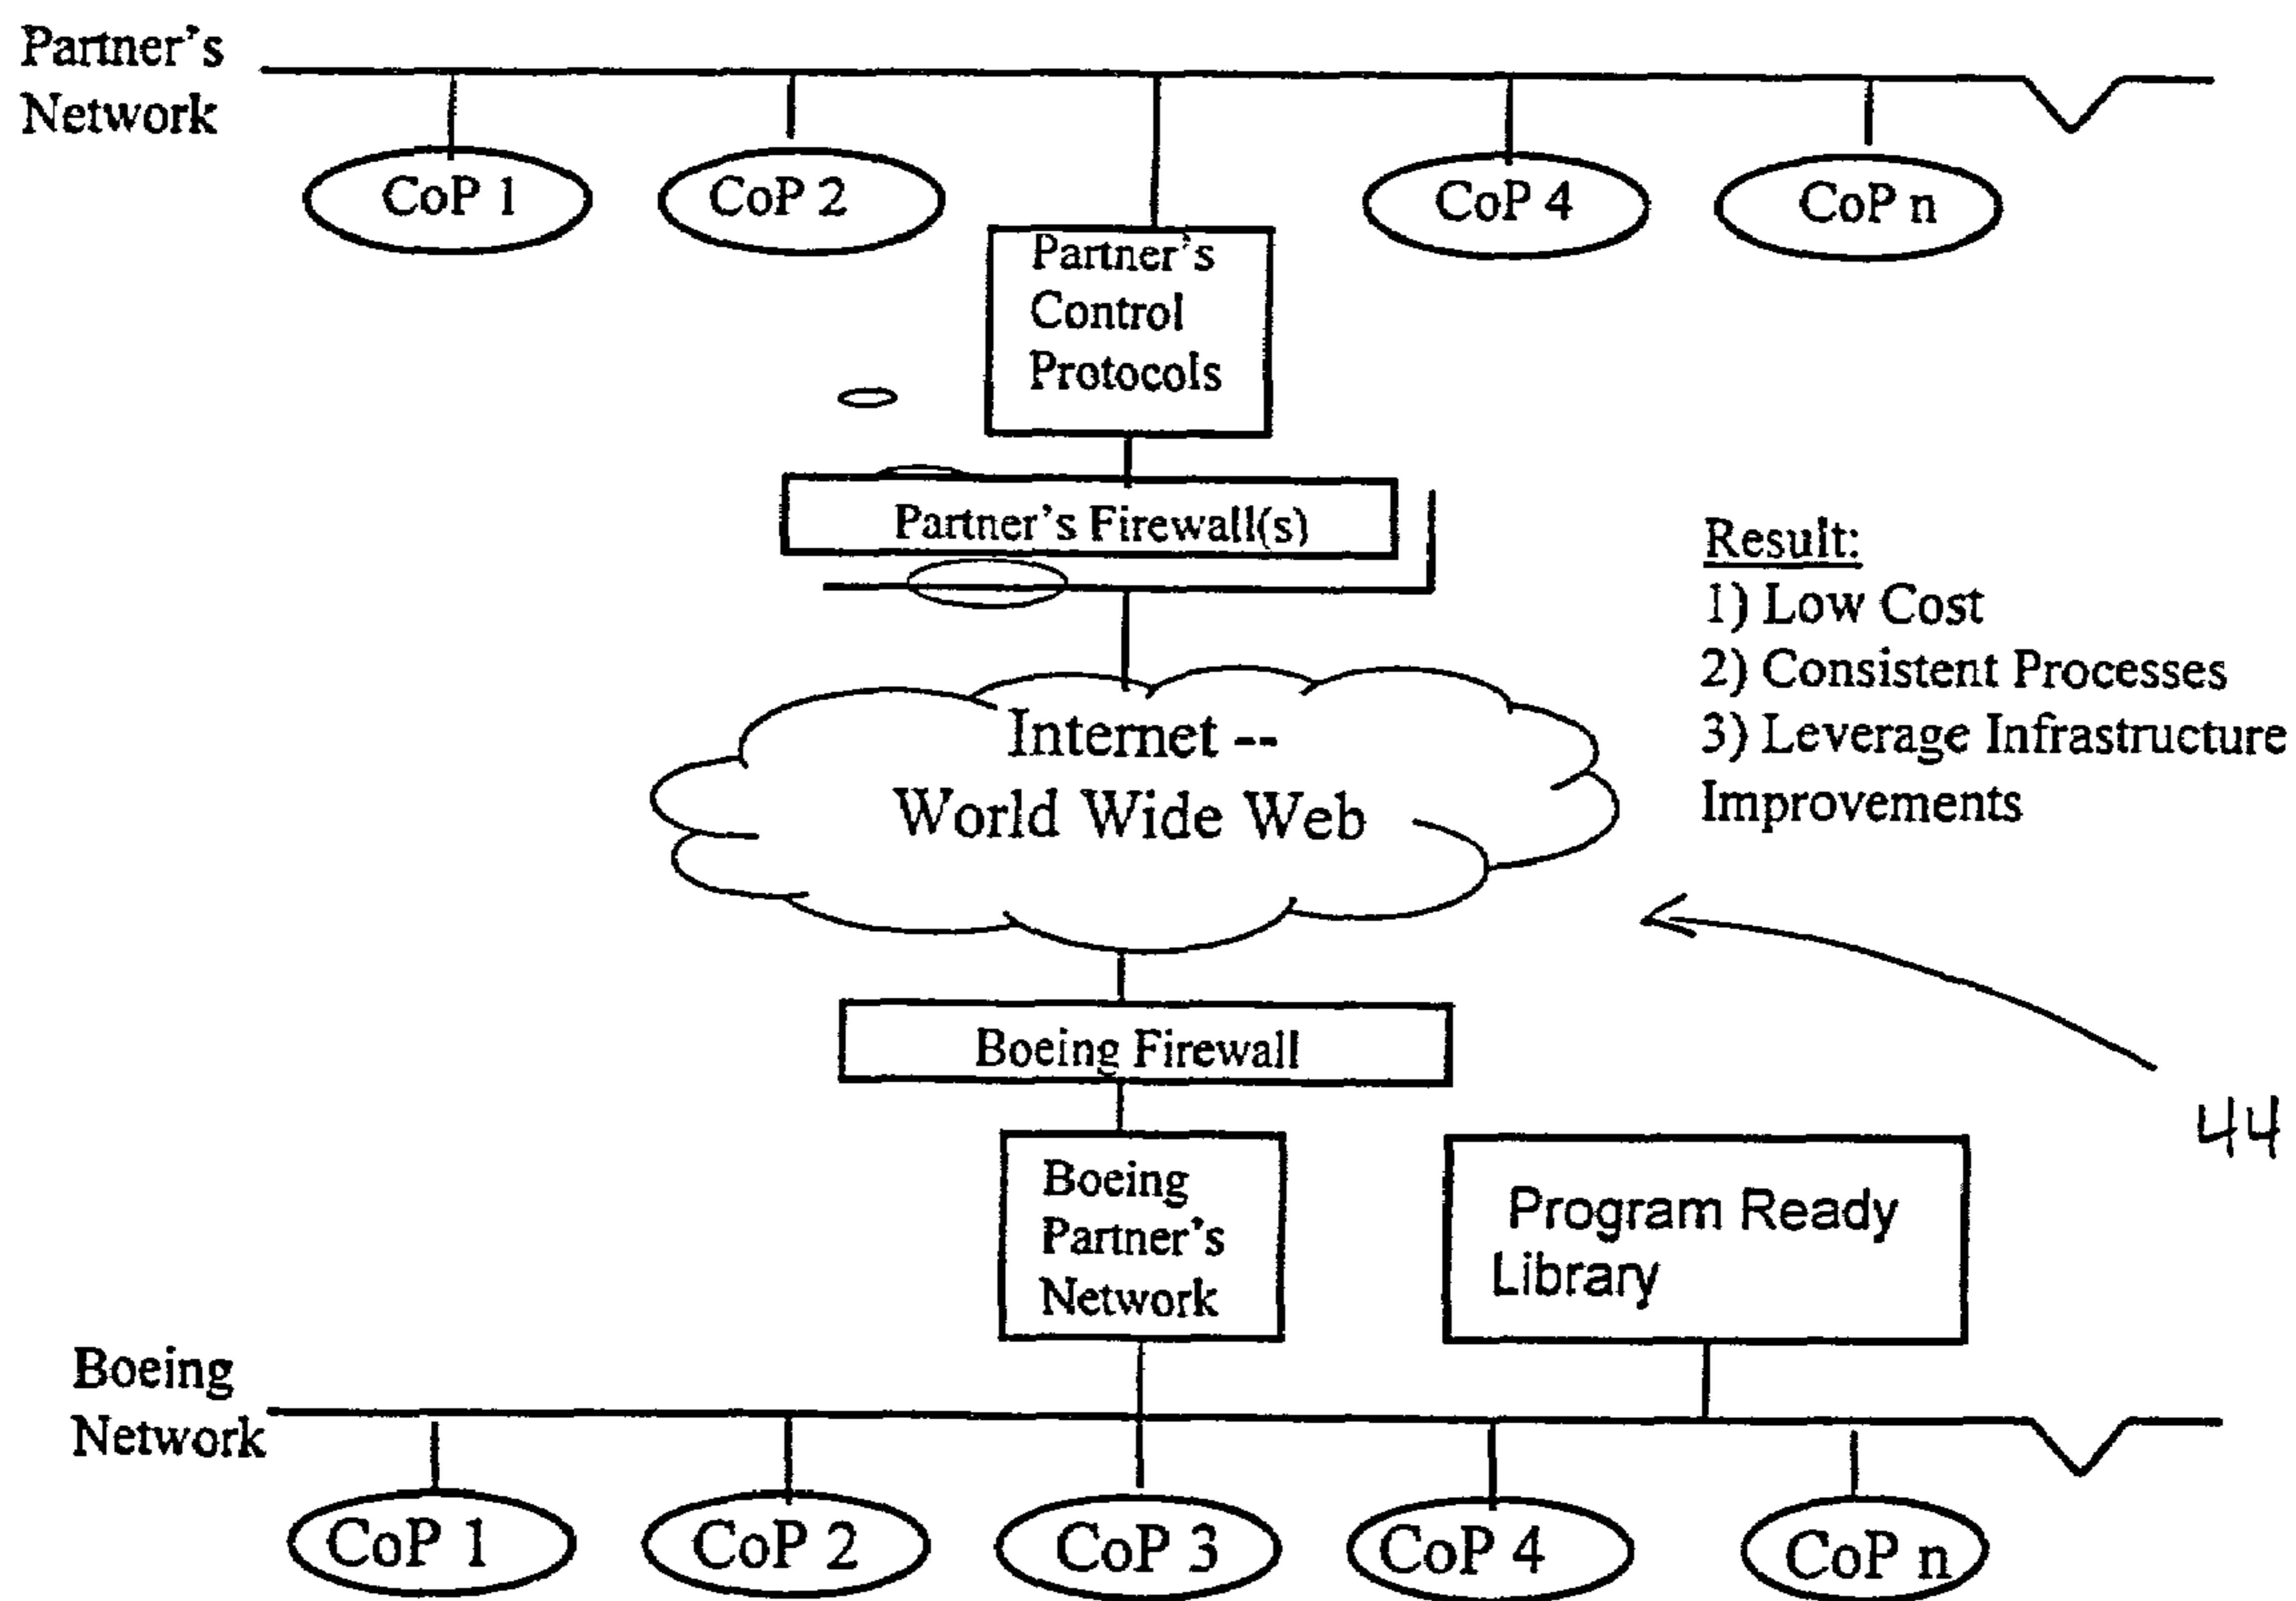 Partner's
Network
CoP 1
CoP 2
CoP 4
CoP n
Partner's
Control
Protocols
Partner's Firewall(s)
Result:
1) Low Cost
2) Consistent Processes
3) Leverage Infrastructure
Improvements
Internet --
World Wide Web
Boeing Firewall
44
Boeing
Partner's
Network
Program Ready
Library
Boeing
Network
CoP 1
CoP 2
CoP 3
CoP 4
CoP n